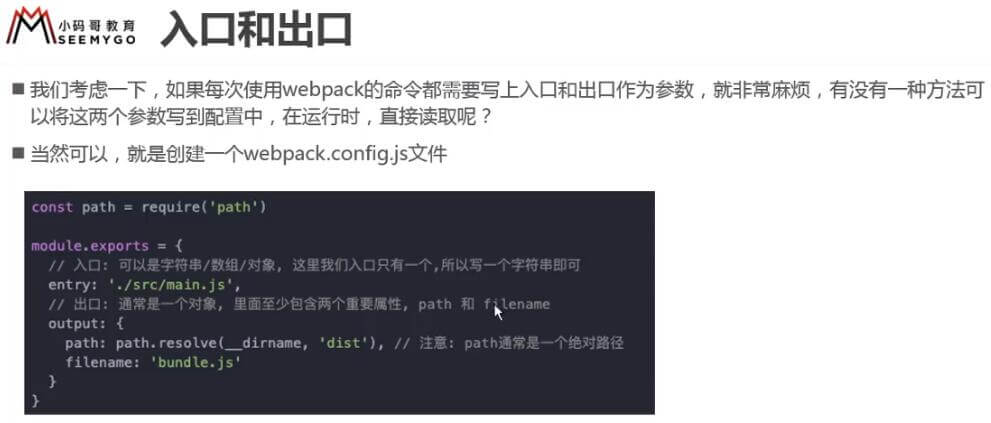 小码哥教育
SEEMYGO
入口和出口
■ 我们考虑一下，如果每次使用webpack的命令都需要写上入口和出口作为参数，就非常麻烦，有没有一种方法可
以将这两个参数写到配置中，在运行时，直接读取呢？
■ 当然可以，就是创建一个webpack.config.js文件
const path = require('path')
module.exports = {
  // 入口: 可以是字符串/数组/对象, 这里我们入口只有一个,所以写一个字符串即可
  entry: './src/main.js',
  // 出口: 通常是一个对象, 里面至少包含两个重要属性, path 和 filename
  output: {
    path: path.resolve(__dirname, 'dist'), // 注意: path通常是一个绝对路径
    filename: 'bundle.js'
  }
}